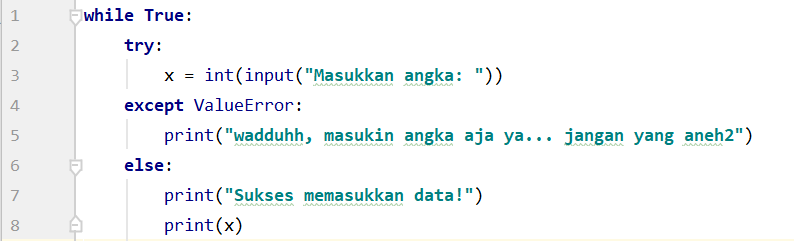 1 while True:
2     try:
3         x = int(input("Masukkan angka: "))
4     except ValueError:
5         print("wadduhh, masukin angka aja ya... jangan yang aneh2")
6     else:
7         print("Sukses memasukkan data!")
8         print(x)